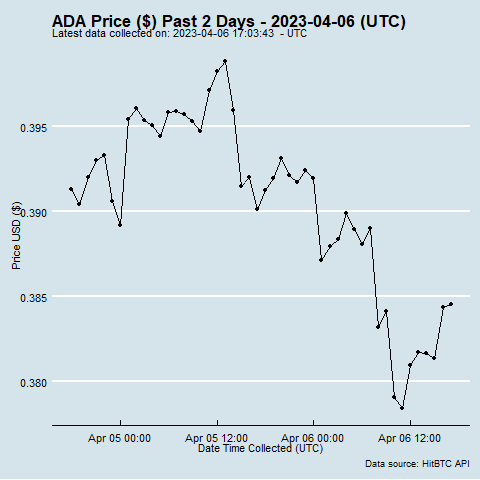 ADA Price ($) Past 2 Days - 2023-04-06 (UTC)
Latest data collected on: 2023-04-06 17:03:43 - UTC
0.395
0.390
0.385
0.380
Price USD ($)
Apr 05 00:00
Apr 05 12:00
Apr 06 00:00
Apr 06 12:00
Date Time Collected (UTC)
Data source: HitBTC API